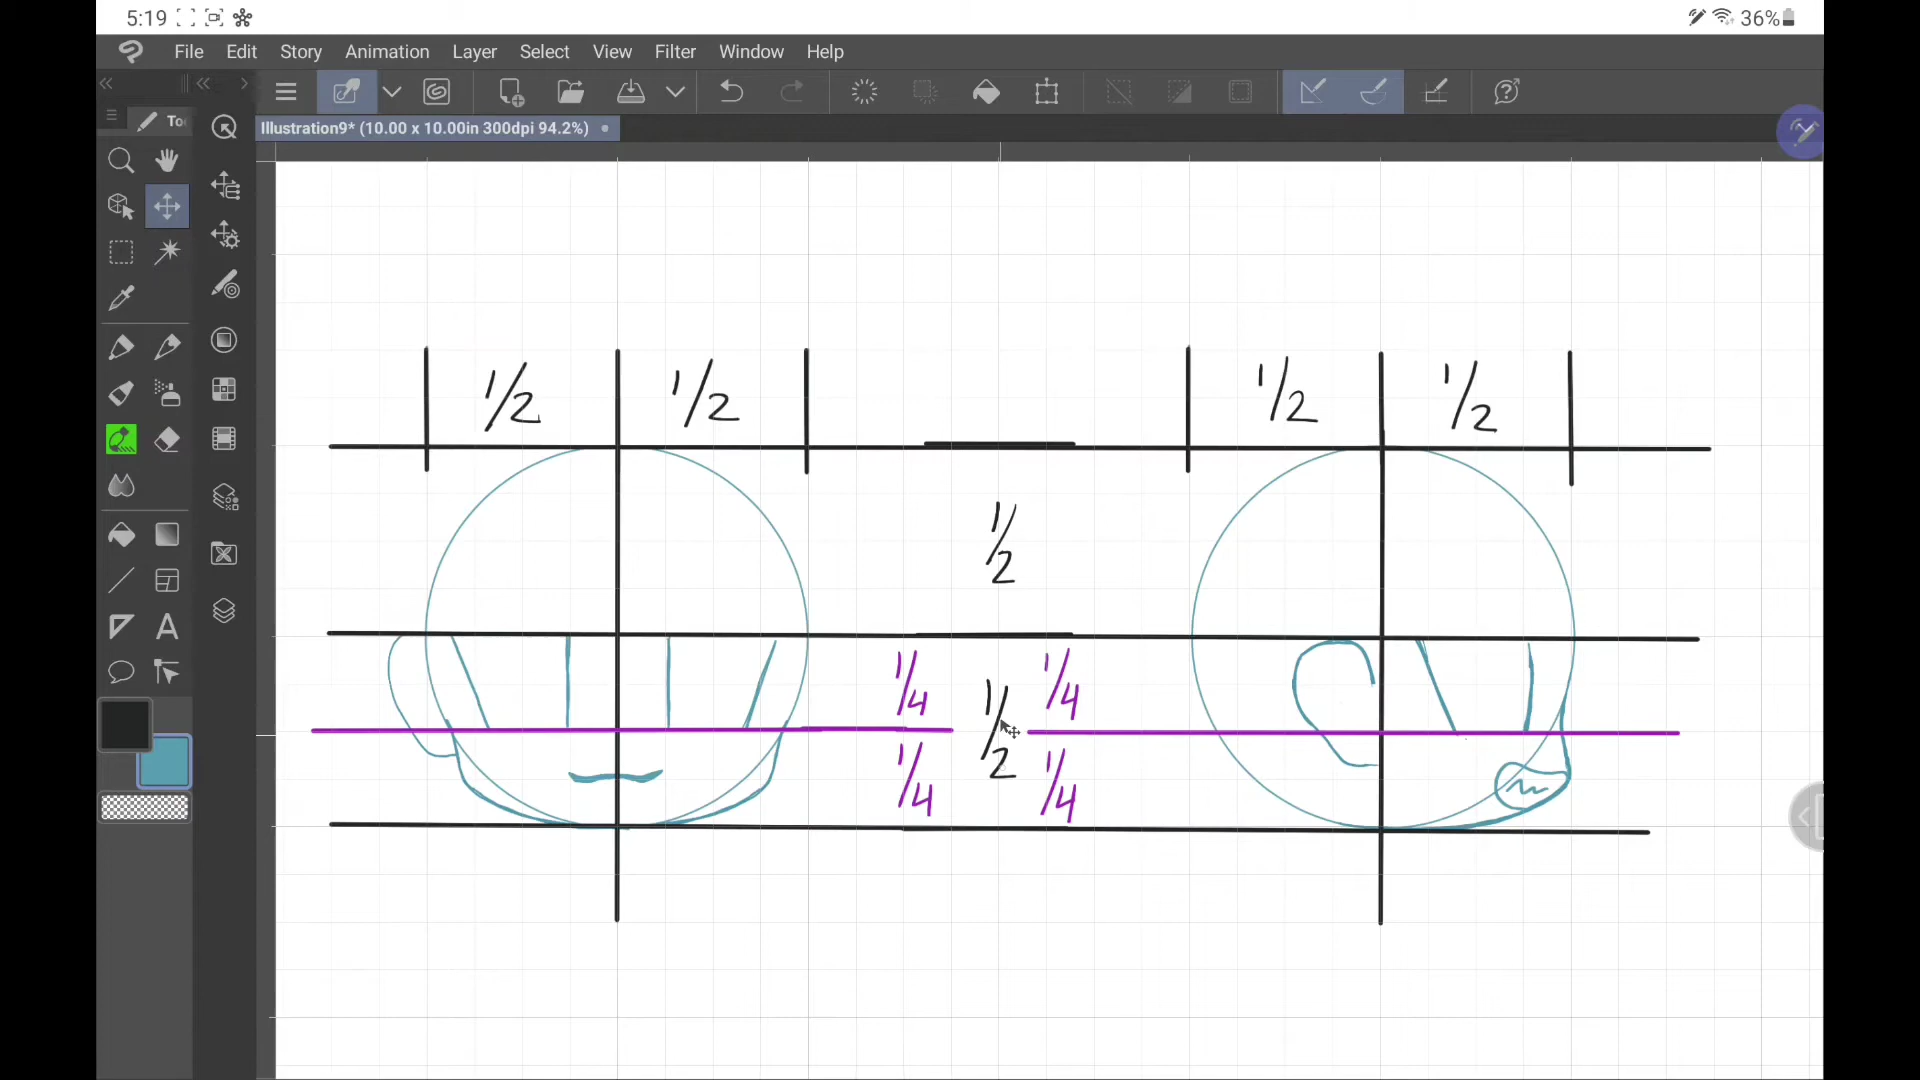 5:19 36%
File Edit Story Animation Layer Select View Filter Window Help
To
Illustration9* (10.00 x 10.00in 300dpi 94.2%)
1/2 1/2 1/2 1/2
1/2
1/4 1/2 1/4
1/4 1/4